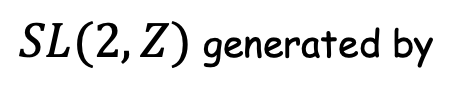 SL(2, Z) generated by